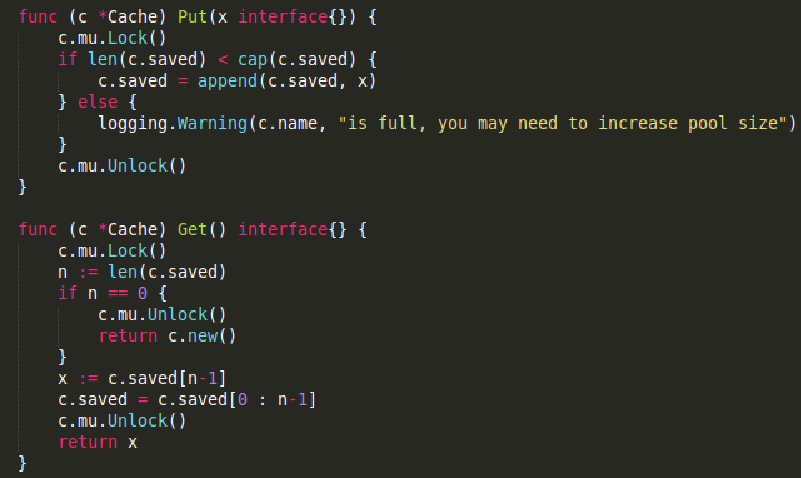 func (c *Cache) Put(x interface{}) {
    c.mu.Lock()
    if len(c.saved) < cap(c.saved) {
        c.saved = append(c.saved, x)
    } else {
        logging.Warning(c.name, "is full, you may need to increase pool size")
    }
    c.mu.Unlock()
}

func (c *Cache) Get() interface{} {
    c.mu.Lock()
    n := len(c.saved)
    if n == 0 {
        c.mu.Unlock()
        return c.new()
    }
    x := c.saved[n-1]
    c.saved = c.saved[0 : n-1]
    c.mu.Unlock()
    return x
}